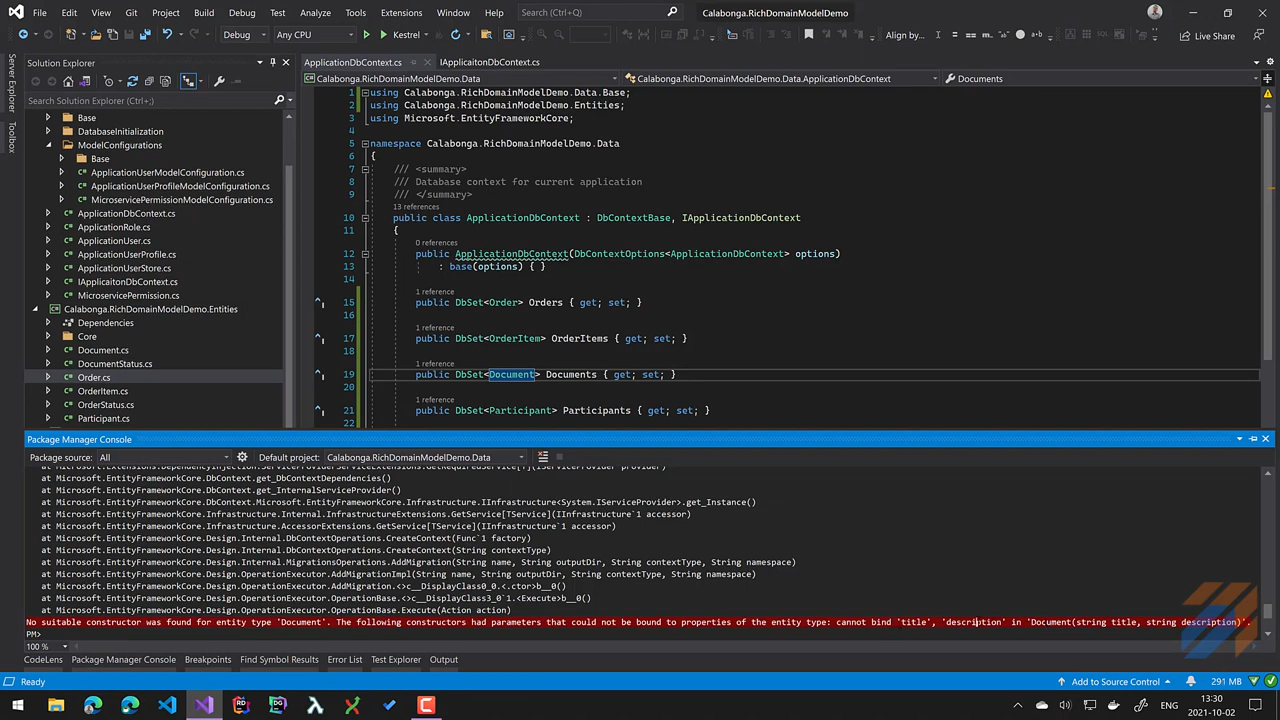 File Edit View Git Project Build Debug Test Analyze Tools Extensions Window Help Search (Ctrl+Q) Calabonga.RichDomainModelDemo
Debug Any CPU Kestrel Align by... Live Share
Server Explorer
Toolbox
Solution Explorer
Search Solution Explorer (Ctrl+;)
Base
DatabaseInitialization
ModelConfigurations
Base
ApplicationUserModelConfiguration.cs
ApplicationUserProfileModelConfiguration.cs
MicroservicePermissionModelConfiguration.cs
ApplicationDbContext.cs
ApplicationRole.cs
ApplicationUser.cs
ApplicationUserProfile.cs
ApplicationUserStore.cs
IApplicaitonDbContext.cs
MicroservicePermission.cs
Calabonga.RichDomainModelDemo.Entities
Dependencies
Core
Document.cs
DocumentStatus.cs
Order.cs
OrderItem.cs
OrderStatus.cs
Participant.cs
ApplicationDbContext.cs IApplicaitonDbContext.cs
Calabonga.RichDomainModelDemo.Data Calabonga.RichDomainModelDemo.Data.ApplicationDbContext Documents
1 using Calabonga.RichDomainModelDemo.Data.Base;
2 using Calabonga.RichDomainModelDemo.Entities;
3 using Microsoft.EntityFrameworkCore;
4
5 namespace Calabonga.RichDomainModelDemo.Data
6 {
7 /// <summary>
8 /// Database context for current application
9 /// </summary>
13 references
10 public class ApplicationDbContext : DbContextBase, IApplicationDbContext
11 {
0 references
12 public ApplicationDbContext(DbContextOptions<ApplicationDbContext> options)
13 : base(options) { }
14
1 reference
15 public DbSet<Order> Orders { get; set; }
16
1 reference
17 public DbSet<OrderItem> OrderItems { get; set; }
18
1 reference
19 public DbSet<Document> Documents { get; set; }
20
1 reference
21 public DbSet<Participant> Participants { get; set; }
22
Package Manager Console
Package source: All Default project: Calabonga.RichDomainModelDemo.Data
at Microsoft.Extensions.DependencyInjection.ServiceProviderServiceExtensions.GetRequiredService[T](IServiceProvider provider)
at Microsoft.EntityFrameworkCore.DbContext.get_DbContextDependencies()
at Microsoft.EntityFrameworkCore.DbContext.get_InternalServiceProvider()
at Microsoft.EntityFrameworkCore.DbContext.Microsoft.EntityFrameworkCore.Infrastructure.IInfrastructure<System.IServiceProvider>.get_Instance()
at Microsoft.EntityFrameworkCore.Infrastructure.Internal.InfrastructureExtensions.GetService[TService](IInfrastructure`1 accessor)
at Microsoft.EntityFrameworkCore.Infrastructure.AccessorExtensions.GetService[TService](IInfrastructure`1 accessor)
at Microsoft.EntityFrameworkCore.Design.Internal.DbContextOperations.CreateContext(Func`1 factory)
at Microsoft.EntityFrameworkCore.Design.Internal.DbContextOperations.CreateContext(String contextType)
at Microsoft.EntityFrameworkCore.Design.Internal.MigrationsOperations.AddMigration(String name, String outputDir, String contextType, String namespace)
at Microsoft.EntityFrameworkCore.Design.OperationExecutor.AddMigrationImpl(String name, String outputDir, String contextType, String namespace)
at Microsoft.EntityFrameworkCore.Design.OperationExecutor.AddMigration.<>c__DisplayClass0_0.<.ctor>b__0()
at Microsoft.EntityFrameworkCore.Design.OperationExecutor.OperationBase.<>c__DisplayClass3_0`1.<Execute>b__0()
at Microsoft.EntityFrameworkCore.Design.OperationExecutor.OperationBase.Execute(Action action)
No suitable constructor was found for entity type 'Document'. The following constructors had parameters that could not be bound to properties of the entity type: cannot bind 'title', 'description' in 'Document(string title, string description)'.
PM>
100 %
CodeLens Package Manager Console Breakpoints Find Symbol Results Error List Test Explorer Output
Ready Add to Source Control 291 MB
ENG 13:30
2021-10-02